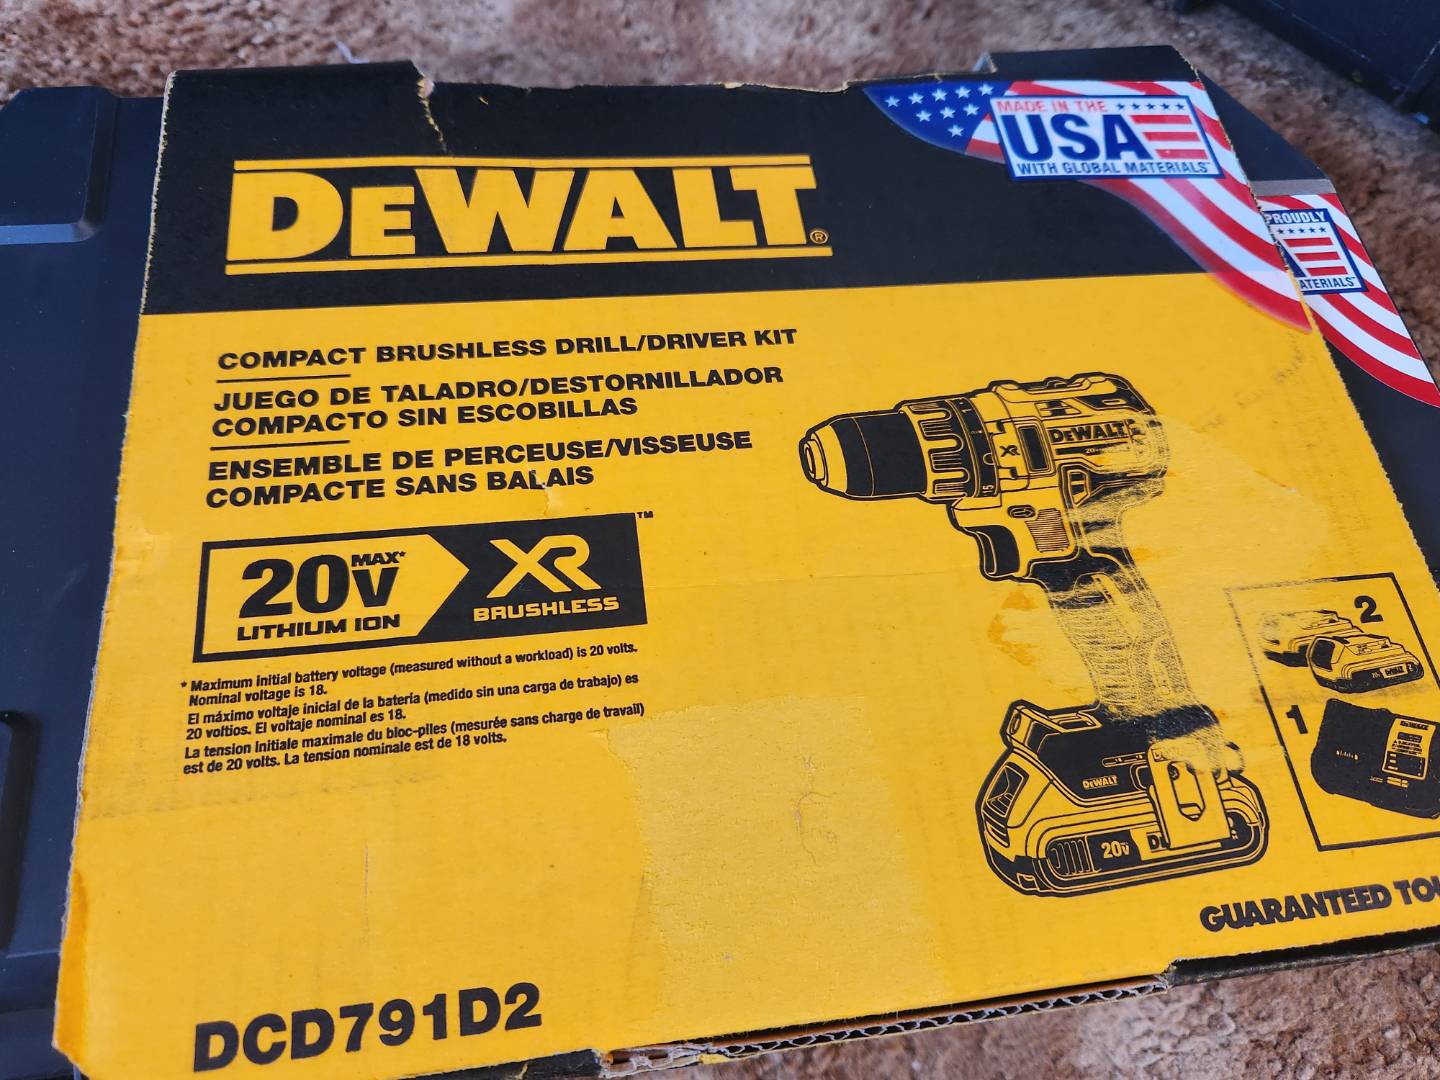 MADE IN THE
USA
WITH GLOBAL MATERIALS
DEWALT®
PROUDLY
ATERIALS
COMPACT BRUSHLESS DRILL/DRIVER KIT
JUEGO DE TALADRO/DESTORNILLADOR
COMPACTO SIN ESCOBILLAS
ENSEMBLE DE PERCEUSE/VISSEUSE
COMPACTE SANS BALAIS
DEWALT
XR
20V MAX*
LITHIUM ION
XR™
BRUSHLESS
* Maximum initial battery voltage (measured without a workload) is 20 volts.
Nominal voltage is 18.
El máximo voltaje inicial de la batería (medido sin una carga de trabajo) es
20 voltios. El voltaje nominal es 18.
La tension initiale maximale du bloc-piles (mesurée sans charge de travail)
est de 20 volts. La tension nominale est de 18 volts.
2
1
DEWALT
DEWALT
20V
GUARANTEED TOU
DCD791D2